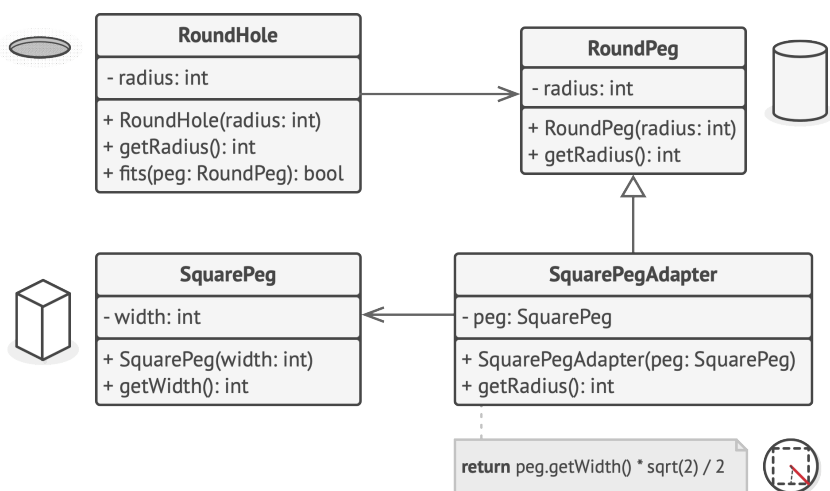 RoundHole
- radius: int
+ RoundHole(radius: int)
+ getRadius(): int
+ fits(peg: RoundPeg): bool
RoundPeg
- radius: int
+ RoundPeg(radius: int)
+ getRadius(): int
SquarePeg
- width: int
+ SquarePeg(width: int)
+ getWidth(): int
SquarePegAdapter
- peg: SquarePeg
+ SquarePegAdapter(peg: SquarePeg)
+ getRadius(): int
return peg.getWidth() * sqrt(2) / 2